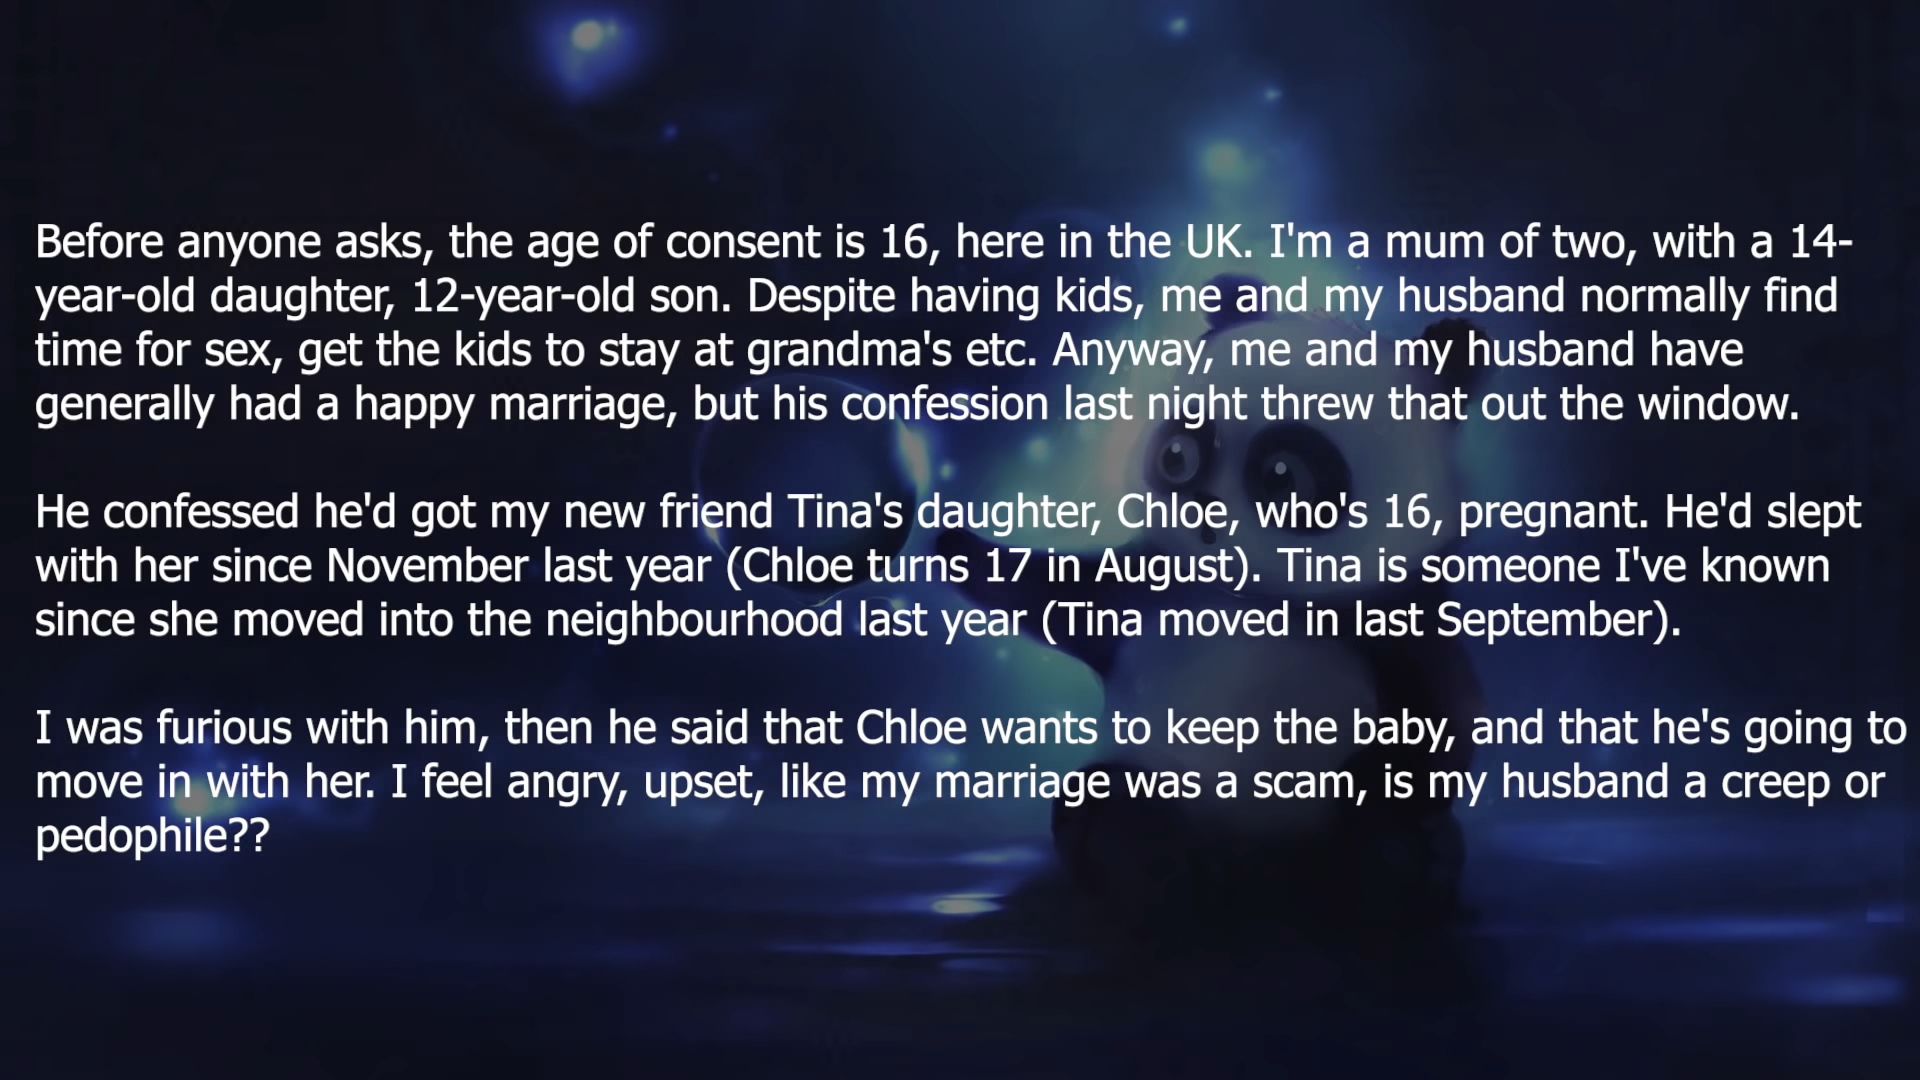 Before anyone asks, the age of consent is 16, here in the UK. I'm a mum of two, with a 14-
year-old daughter, 12-year-old son. Despite having kids, me and my husband normally find
time for sex, get the kids to stay at grandma's etc. Anyway, me and my husband have
generally had a happy marriage, but his confession last night threw that out the window.
He confessed he'd got my new friend Tina's daughter, Chloe, who's 16, pregnant. He'd slept
with her since November last year (Chloe turns 17 in August). Tina is someone I've known
since she moved into the neighbourhood last year (Tina moved in last September).
I was furious with him, then he said that Chloe wants to keep the baby, and that he's going to
move in with her. I feel angry, upset, like my marriage was a scam, is my husband a creep or
pedophile??